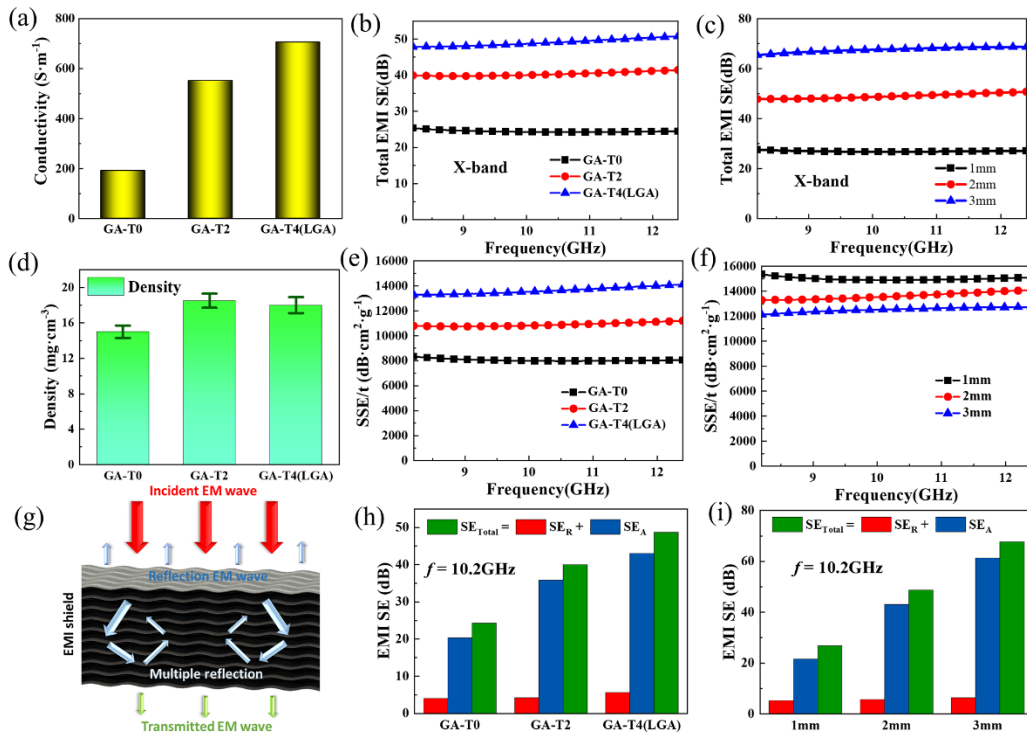 (a)
800
600
400
200
0
Conductivity (S·m⁻¹)
GA-T0
GA-T2
GA-T4(LGA)
(b)
50
40
30
20
10
0
Total EMI SE(dB)
X-band
GA-T0
GA-T2
GA-T4(LGA)
9
10
11
12
Frequency(GHz)
(c)
80
60
40
20
0
Total EMI SE(dB)
X-band
1mm
2mm
3mm
9
10
11
12
Frequency(GHz)
(d)
20
16
12
8
4
0
Density (mg·cm⁻³)
Density
GA-T0
GA-T2
GA-T4(LGA)
(e)
16000
14000
12000
10000
8000
6000
4000
2000
0
SSE/t (dB·cm²·g⁻¹)
GA-T0
GA-T2
GA-T4(LGA)
9
10
11
12
Frequency(GHz)
(f)
16000
14000
12000
10000
8000
6000
4000
2000
0
SSE/t (dB·cm²·g⁻¹)
1mm
2mm
3mm
9
10
11
12
Frequency(GHz)
(g)
Incident EM wave
Reflection EM wave
EMI shield
Multiple reflection
Transmitted EM wave
(h)
50
40
30
20
10
0
EMI SE (dB)
SE_Total = SE_R + SE_A
f = 10.2GHz
GA-T0
GA-T2
GA-T4(LGA)
(i)
80
60
40
20
0
EMI SE (dB)
SE_Total = SE_R + SE_A
f = 10.2GHz
1mm
2mm
3mm